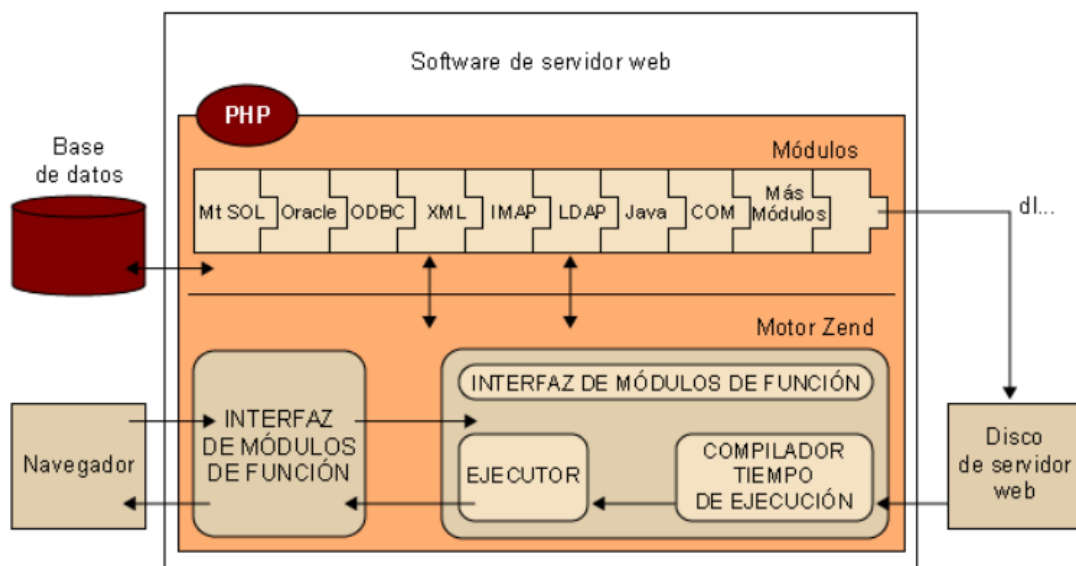 Software de servidor web
PHP
Base
de datos
Módulos
Mt SOL
Oracle
ODBC
XML
IMAP
LDAP
Java
COM
Más
Módulos
dl...
Motor Zend
INTERFAZ DE MÓDULOS DE FUNCIÓN
Navegador
INTERFAZ
DE MÓDULOS
DE FUNCIÓN
EJECUTOR
COMPILADOR
TIEMPO
DE EJECUCIÓN
Disco
de servidor
web